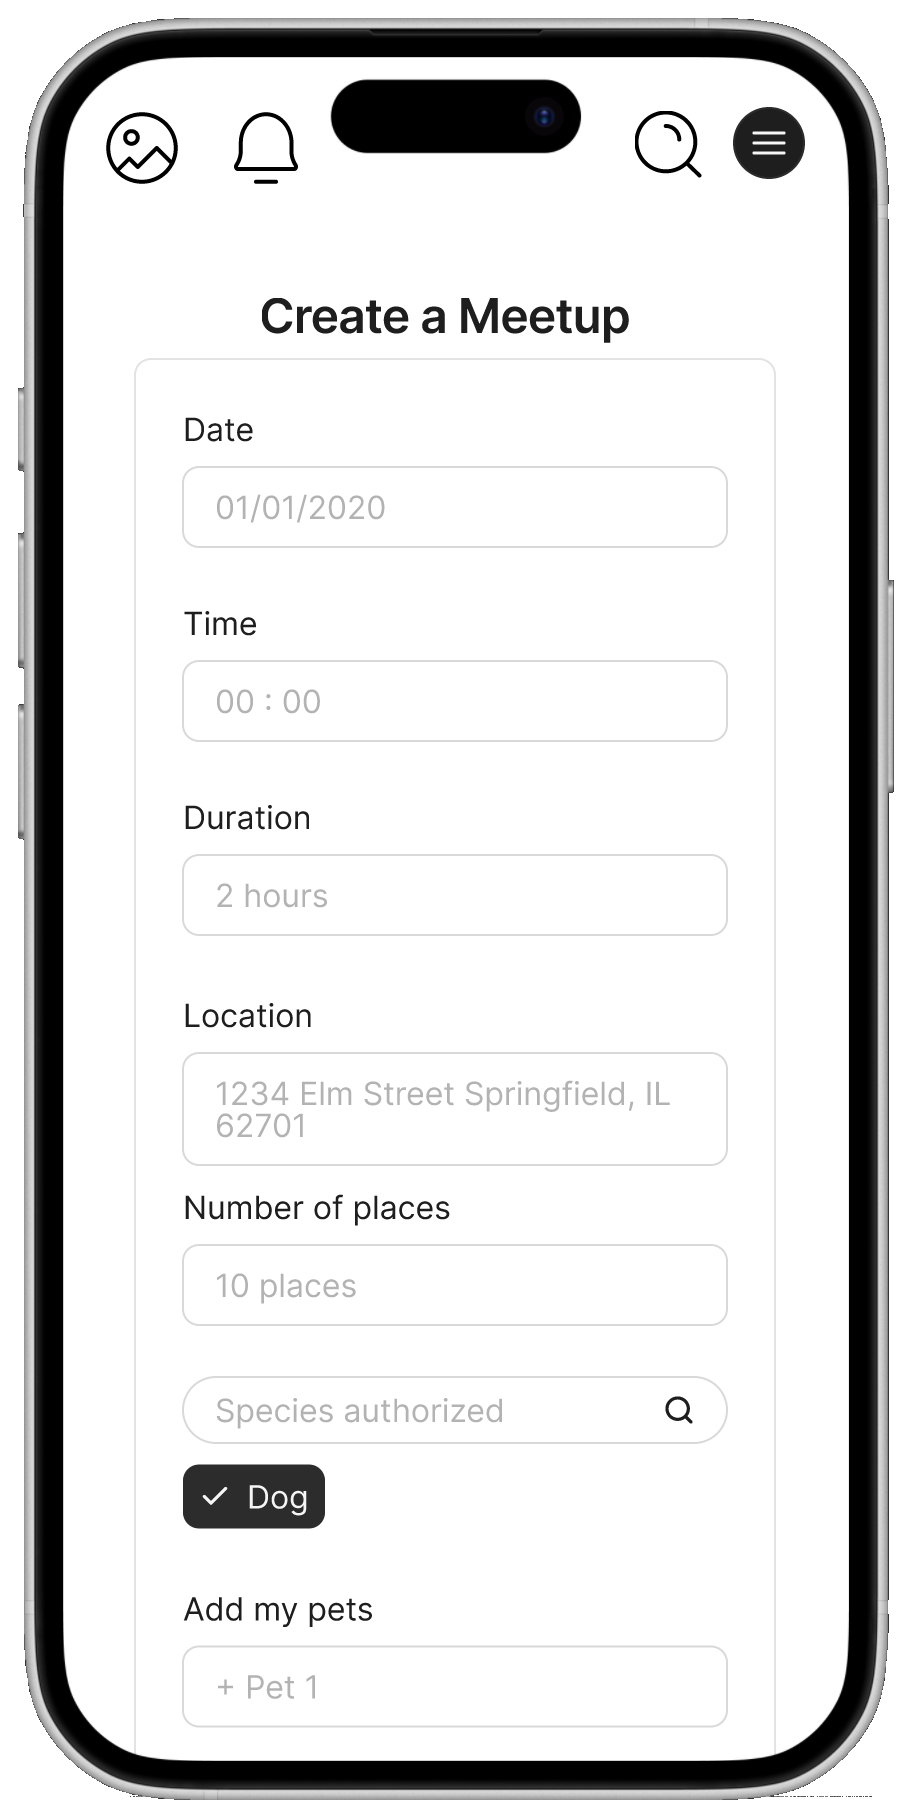 Create a Meetup
Date
01/01/2020
Time
00 : 00
Duration
2 hours
Location
1234 Elm Street Springfield, IL
62701
Number of places
10 places
Species authorized
Dog
Add my pets
+ Pet 1